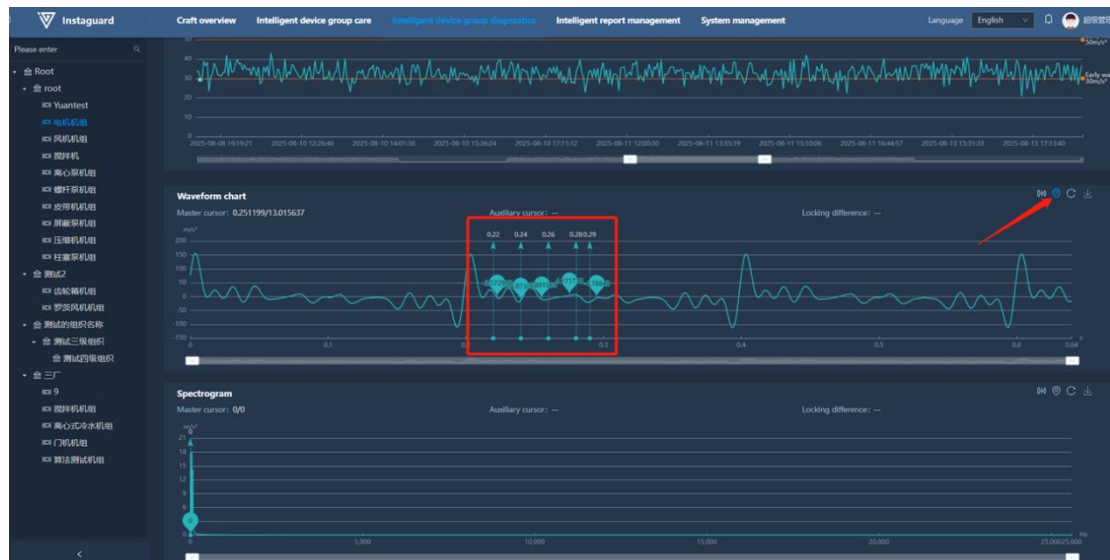 Instaguard
Craft overview
Intelligent device group care
Intelligent device group diagnostics
Intelligent report management
System management
Language
English
超级管
Please enter
Root
root
Yuantest
电机机组
风机机组
搅拌机
离心泵机组
螺杆泵机组
皮带机机组
屏蔽泵机组
压缩机机组
柱塞泵机组
测试2
齿轮箱机组
罗茨风机机组
测试的组织名称
测试三级组织
测试四级组织
三厂
9
搅拌机机组
离心式冷水机组
门机机组
算法测试机组
50
40
20
10
0
50m/s²
Early wa
30m/s²
2025-08-08 19:19:21
2025-08-10 12:26:46
2025-08-10 14:01:36
2025-08-10 15:36:24
2025-08-10 17:11:12
2025-08-11 12:00:30
2025-08-11 13:35:19
2025-08-11 15:10:06
2025-08-11 16:44:57
2025-08-13 15:31:33
2025-08-13 17:13:40
Waveform chart
Master cursor: 0.251199/13.015637
Auxiliary cursor: --
Locking difference: --
m/s²
200
150
100
50
0
-50
-100
-150
0.22 0.24 0.26 0.28 0.29
0 0.1 0.3 0.4 0.5 0.6 0.64
s
Spectrogram
Master cursor: 0/0
Auxiliary cursor: --
Locking difference: --
m/s²
0
21
18
15
12
9
6
0
0 5,000 10,000 15,000 20,000 25,000 25,600
Hz